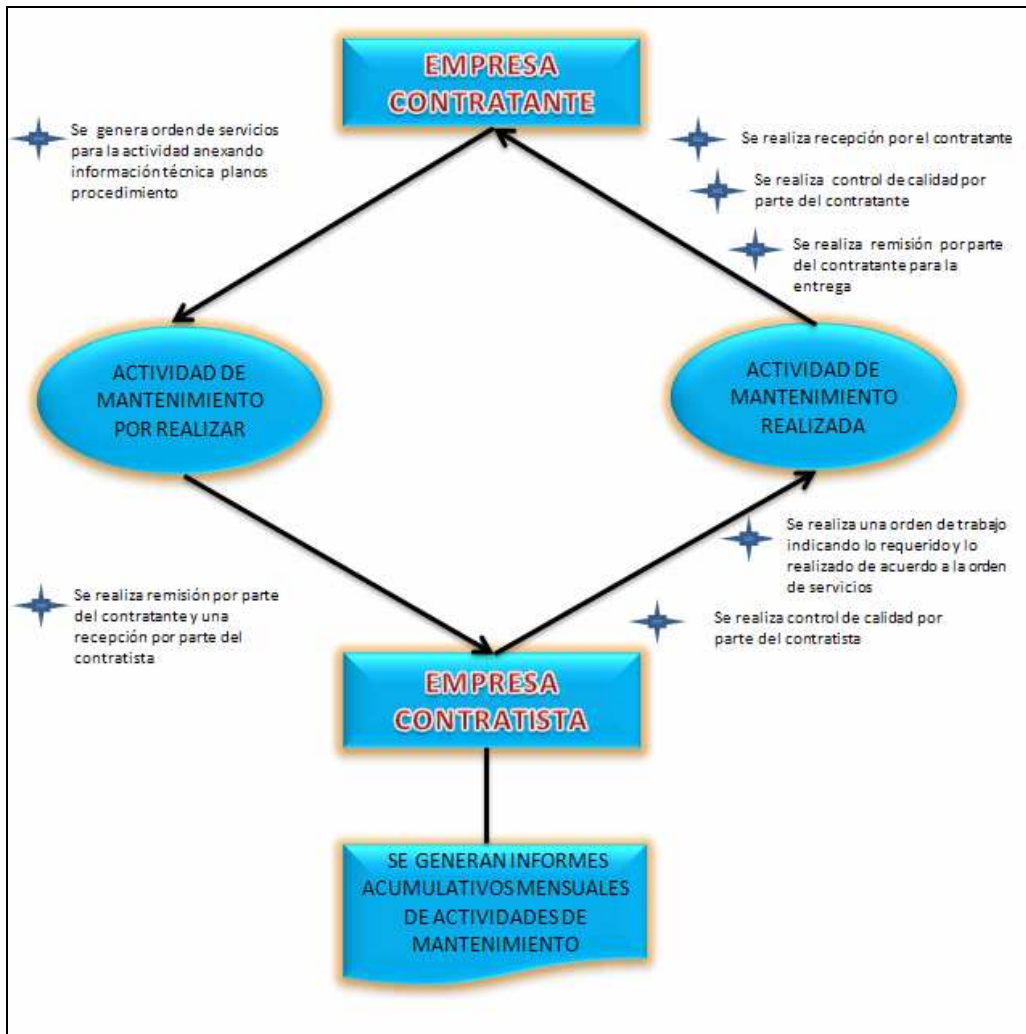 EMPRESA
CONTRATANTE
Se genera orden de servicios
para la actividad anexando
información técnica planos
procedimiento
Se realiza recepción por el contratante
Se realiza control de calidad por
parte del contratante
Se realiza remisión por parte
del contratante para la
entrega
ACTIVIDAD DE
MANTENIMIENTO
POR REALIZAR
ACTIVIDAD DE
MANTENIMIENTO
REALIZADA
Se realiza remisión por parte
del contratante y una
recepción por parte del
contratista
Se realiza una orden de trabajo
indicando lo requerido y lo
realizado de acuerdo a la orden
de servicios
Se realiza control de calidad por
parte del contratista
EMPRESA
CONTRATISTA
SE GENERAN INFORMES
ACUMULATIVOS MENSUALES
DE ACTIVIDADES DE
MANTENIMIENTO